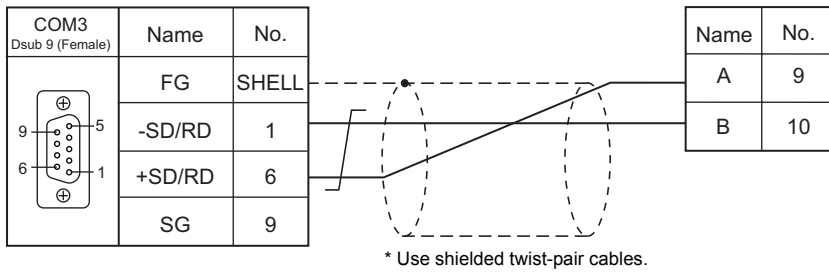 COM3
Dsub 9 (Female)
Name
No.
FG
SHELL
-SD/RD
1
+SD/RD
6
SG
9
5
9
6
1
Name
No.
A
9
B
10
* Use shielded twist-pair cables.